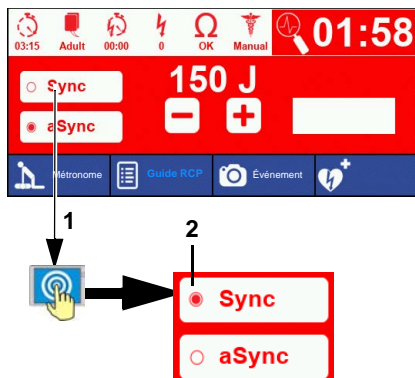 03:15 Adult 00:00 0 OK Manual 01:58
Sync 150 J
aSync
Métronome Guide RCP Événement
1
2
Sync
aSync